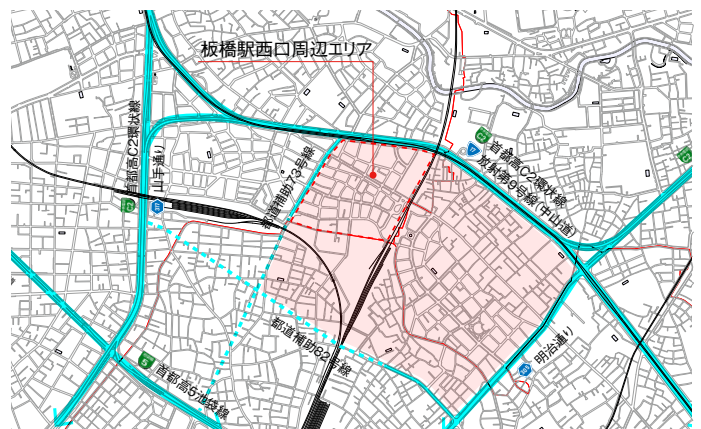 板橋駅西口周辺エリア
首都高C2環状線
山手通り
都道補助73号線
C2
17
首都高C2環状線
放射第9号線(中山道)
都道補助82号線
明治通り
5
首都高5池袋線